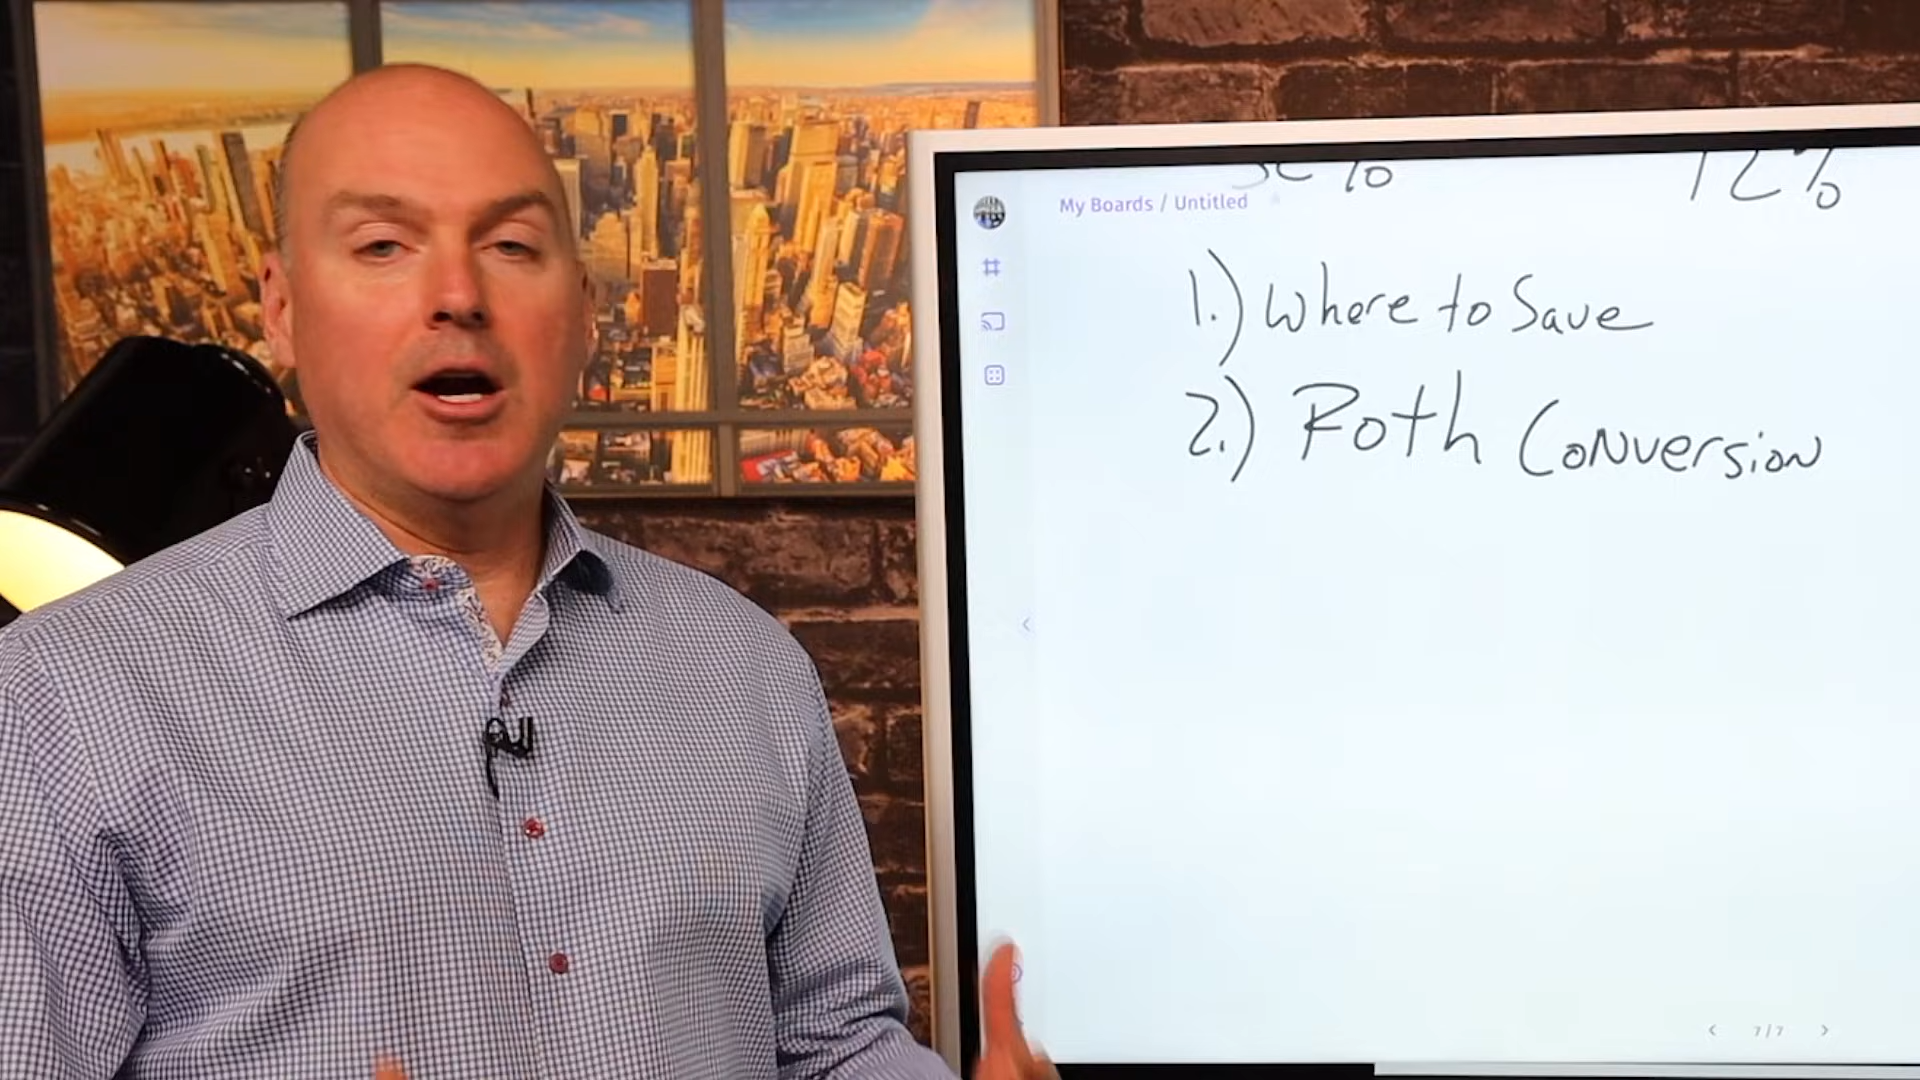 12%
My Boards / Untitled
1.) Where to Save
2.) Roth Conversion
7/7